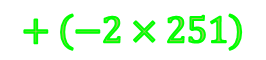 + (−2 × 251)